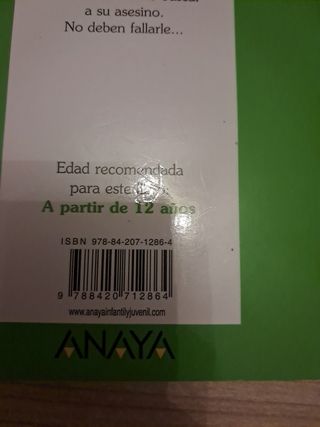 a su asesino.
No deben fallarle...
Edad recomendada
para este
A partir de 12 años
ISBN 978-84-207-1286-4
9 788420 712864
www.anayainfantilyjuvenil.com
ANAYA